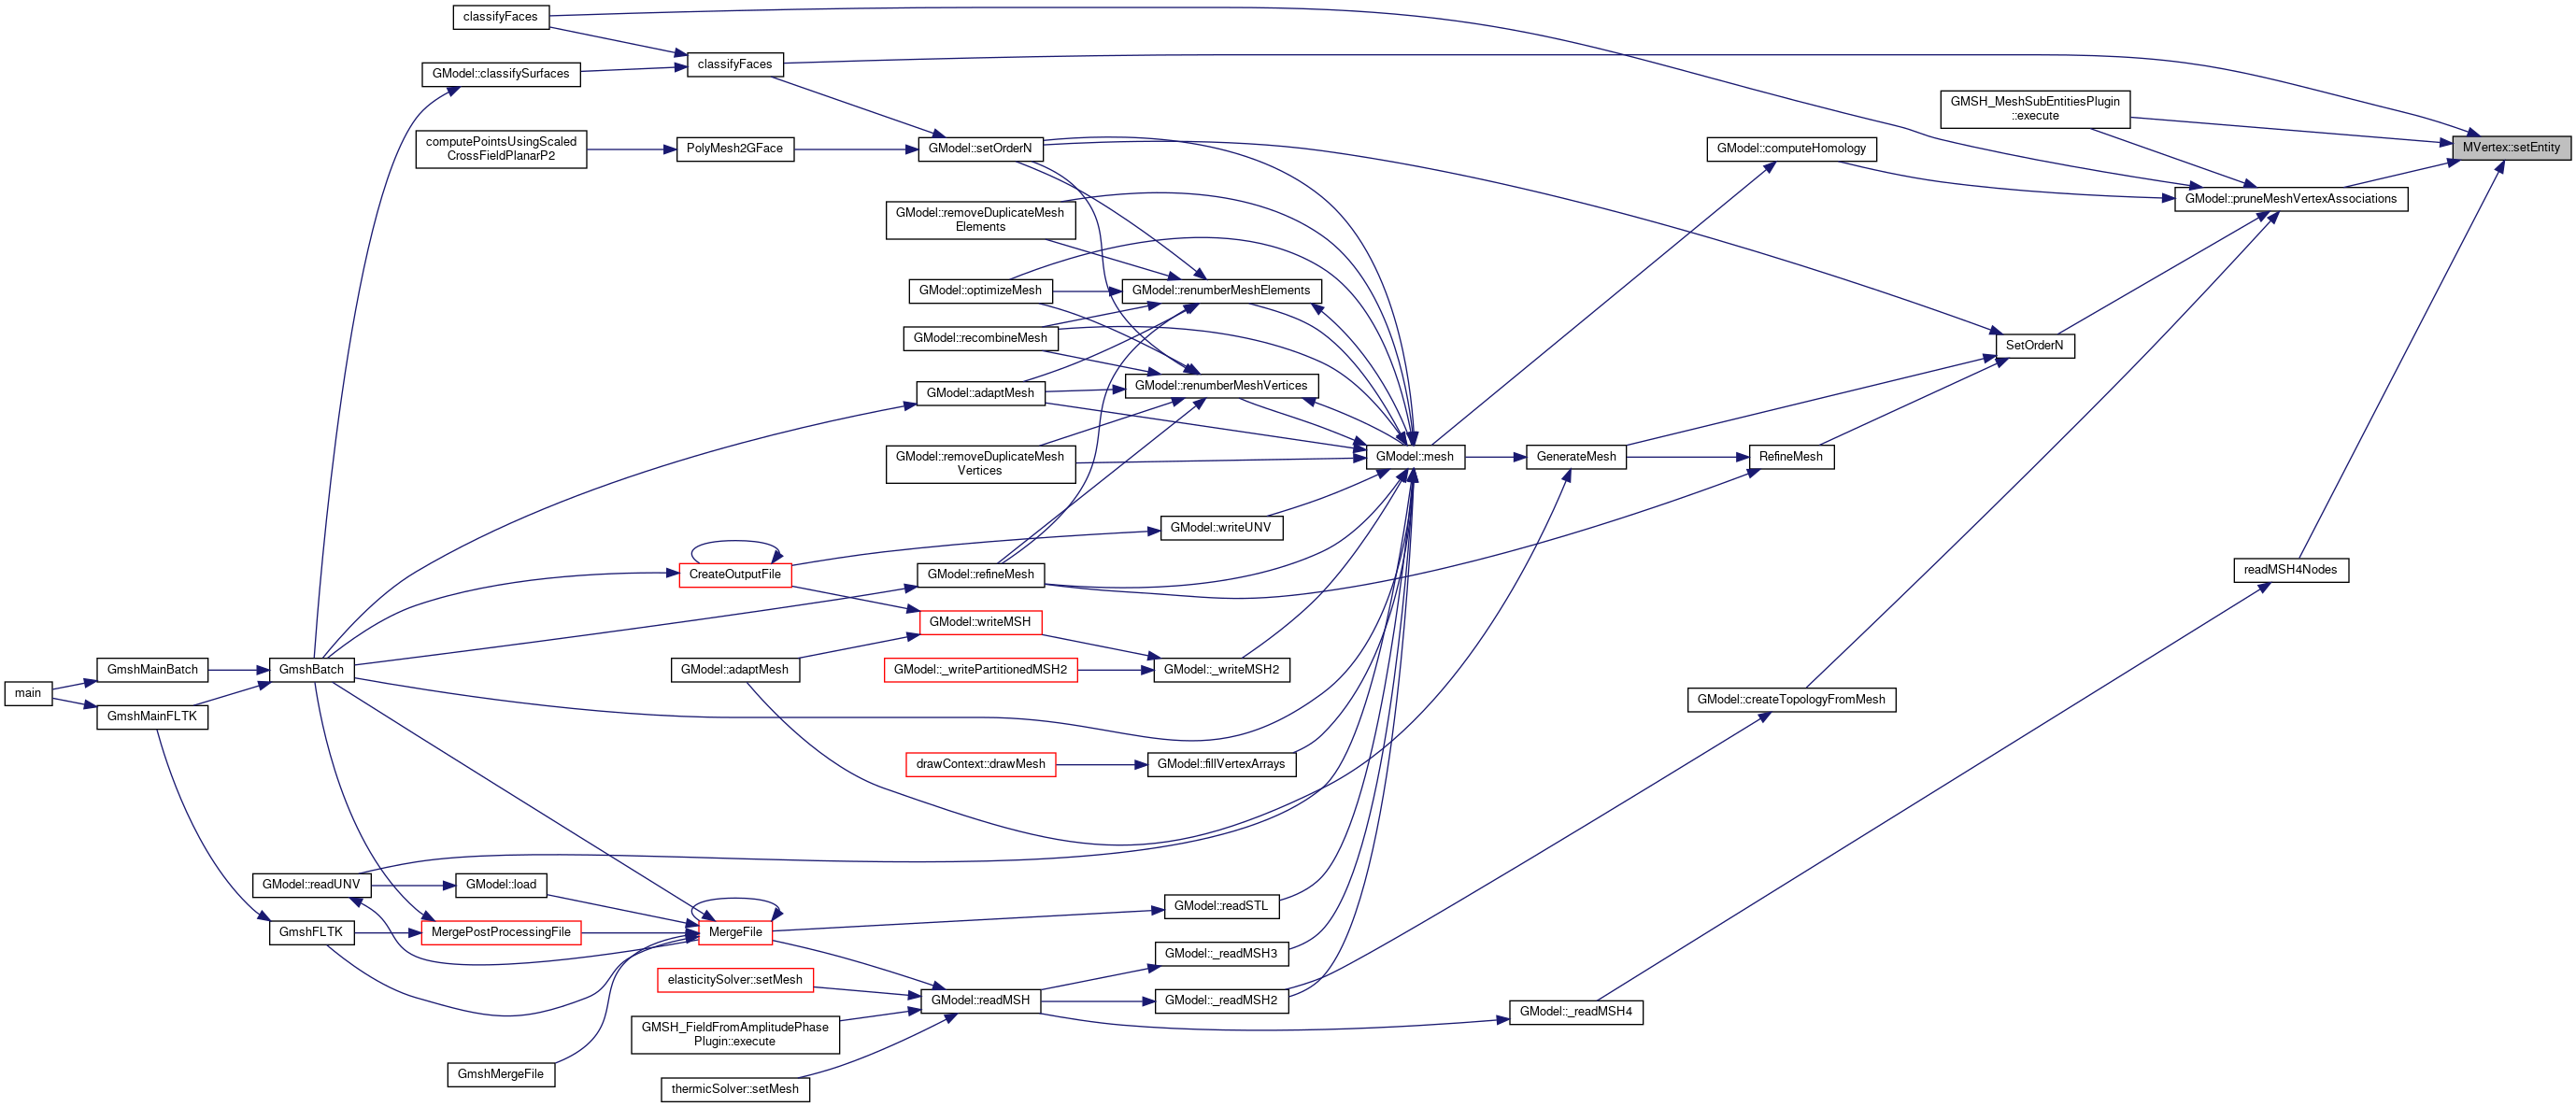 classifyFaces
classifyFaces
GModel::classifySurfaces
GMSH_MeshSubEntitiesPlugin
::execute
computePointsUsingScaled
CrossFieldPlanarP2
PolyMesh2GFace
GModel::setOrderN
GModel::computeHomology
MVertex::setEntity
GModel::pruneMeshVertexAssociations
GModel::removeDuplicateMesh
Elements
GModel::optimizeMesh
GModel::renumberMeshElements
GModel::recombineMesh
SetOrderN
GModel::adaptMesh
GModel::renumberMeshVertices
GModel::removeDuplicateMesh
Vertices
GModel::mesh
GenerateMesh
RefineMesh
GModel::writeUNV
CreateOutputFile
GModel::refineMesh
readMSH4Nodes
GModel::writeMSH
main
GmshMainBatch
GmshBatch
GModel::adaptMesh
GModel::_writePartitionedMSH2
GModel::_writeMSH2
GmshMainFLTK
GModel::createTopologyFromMesh
drawContext::drawMesh
GModel::fillVertexArrays
GModel::readUNV
GModel::load
GModel::readSTL
GmshFLTK
MergePostProcessingFile
MergeFile
GModel::_readMSH3
elasticitySolver::setMesh
GModel::readMSH
GModel::_readMSH2
GModel::_readMSH4
GMSH_FieldFromAmplitudePhase
Plugin::execute
GmshMergeFile
thermicSolver::setMesh